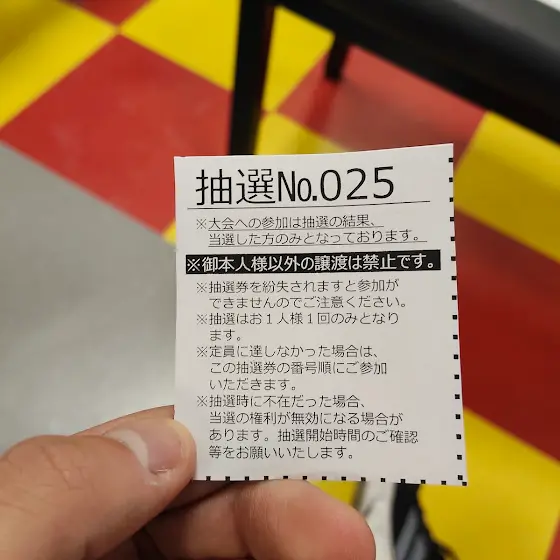 抽選No.025
※大会への参加は抽選の結果、
当選した方のみとなっております。
※御本人様以外の譲渡は禁止です。
※抽選券を紛失されますと参加が
できませんのでご注意ください。
※抽選はお1人様1回のみとなり
ます。
※定員に達しなかった場合は、
この抽選券の番号順にご参加
いただきます。
※抽選時に不在だった場合、
当選の権利が無効になる場合が
あります。抽選開始時間のご確認
等をお願いいたします。